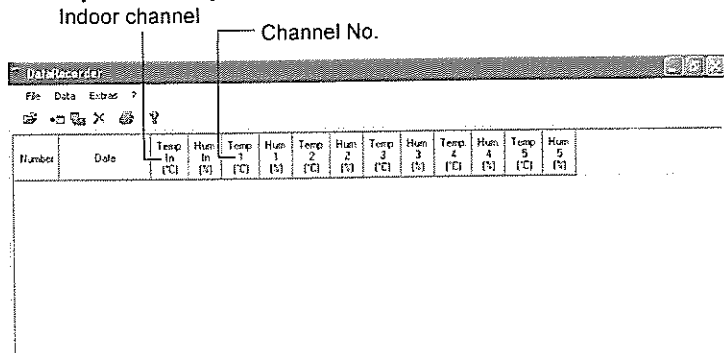 Indoor channel
Channel No.
DataRecorder
File Data Extras ?
Number Date Temp In (°C) Hum In (%) Temp 1 (°C) Hum 1 (%) Temp 2 (°C) Hum 2 (%) Temp 3 (°C) Hum 3 (%) Temp 4 (°C) Hum 4 (%) Temp 5 (°C) Hum 5 (%)